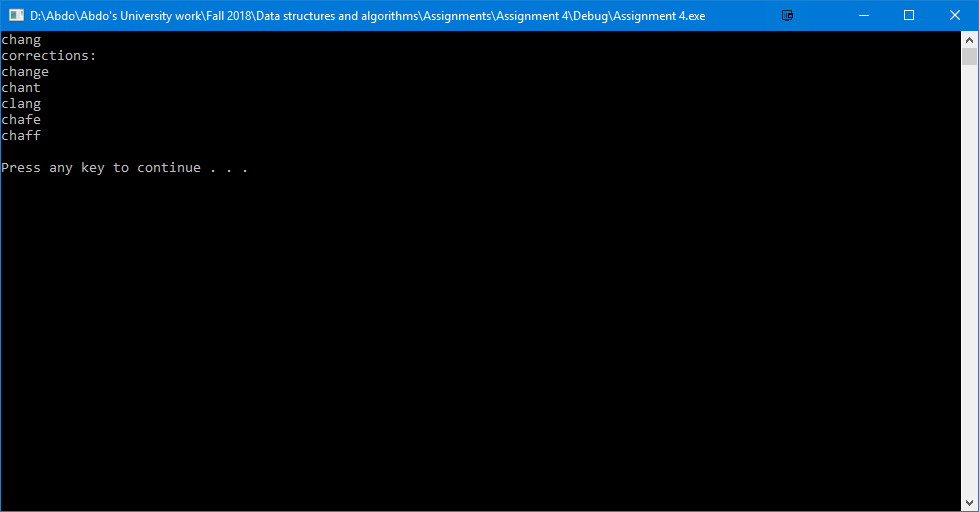 D:\Abdo\Abdo's University work\Fall 2018\Data structures and algorithms\Assignments\Assignment 4\Debug\Assignment 4.exe
chang
corrections:
change
chant
clang
chafe
chaff
Press any key to continue . . .